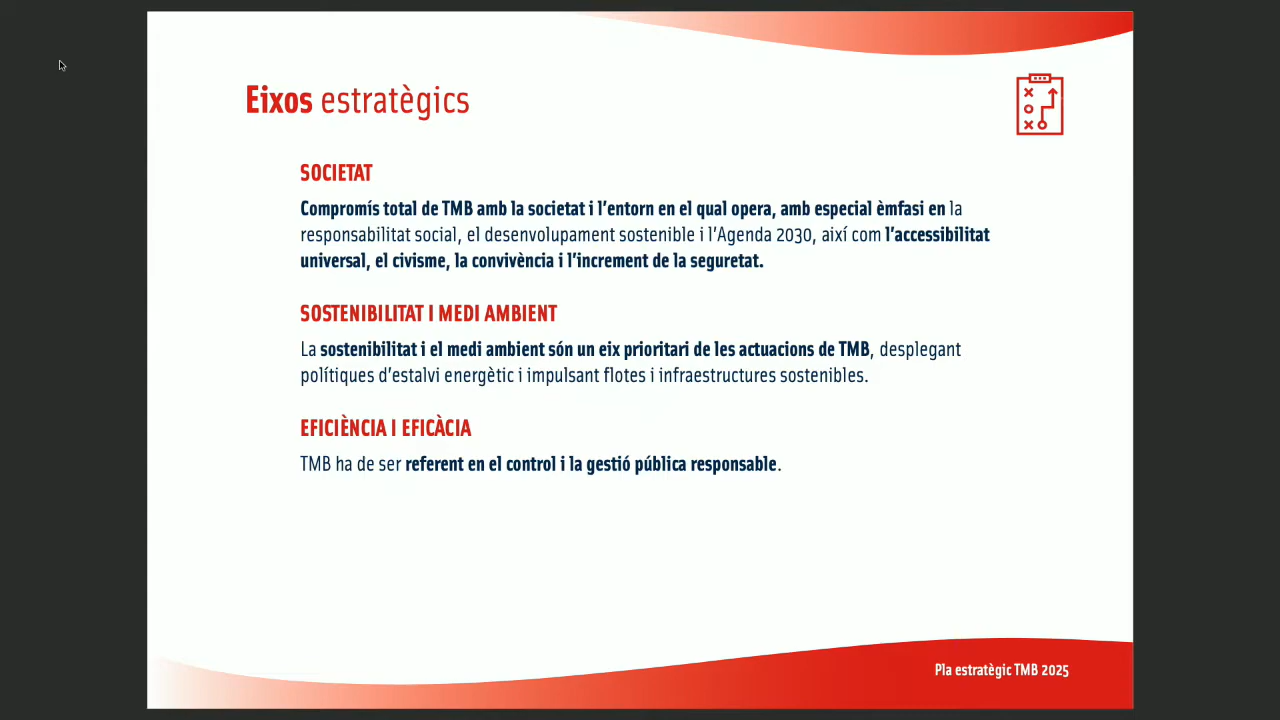 Eixos estratègics
SOCIETAT
Compromís total de TMB amb la societat i l'entorn en el qual opera, amb especial èmfasi en la
responsabilitat social, el desenvolupament sostenible i l'Agenda 2030, així com l'accessibilitat
universal, el civisme, la convivència i l'increment de la seguretat.
SOSTENIBILITAT I MEDI AMBIENT
La sostenibilitat i el medi ambient són un eix prioritari de les actuacions de TMB, desplegant
polítiques d'estalvi energètic i impulsant flotes i infraestructures sostenibles.
EFICIÈNCIA I EFICÀCIA
TMB ha de ser referent en el control i la gestió pública responsable.
Pla estratègic TMB 2025